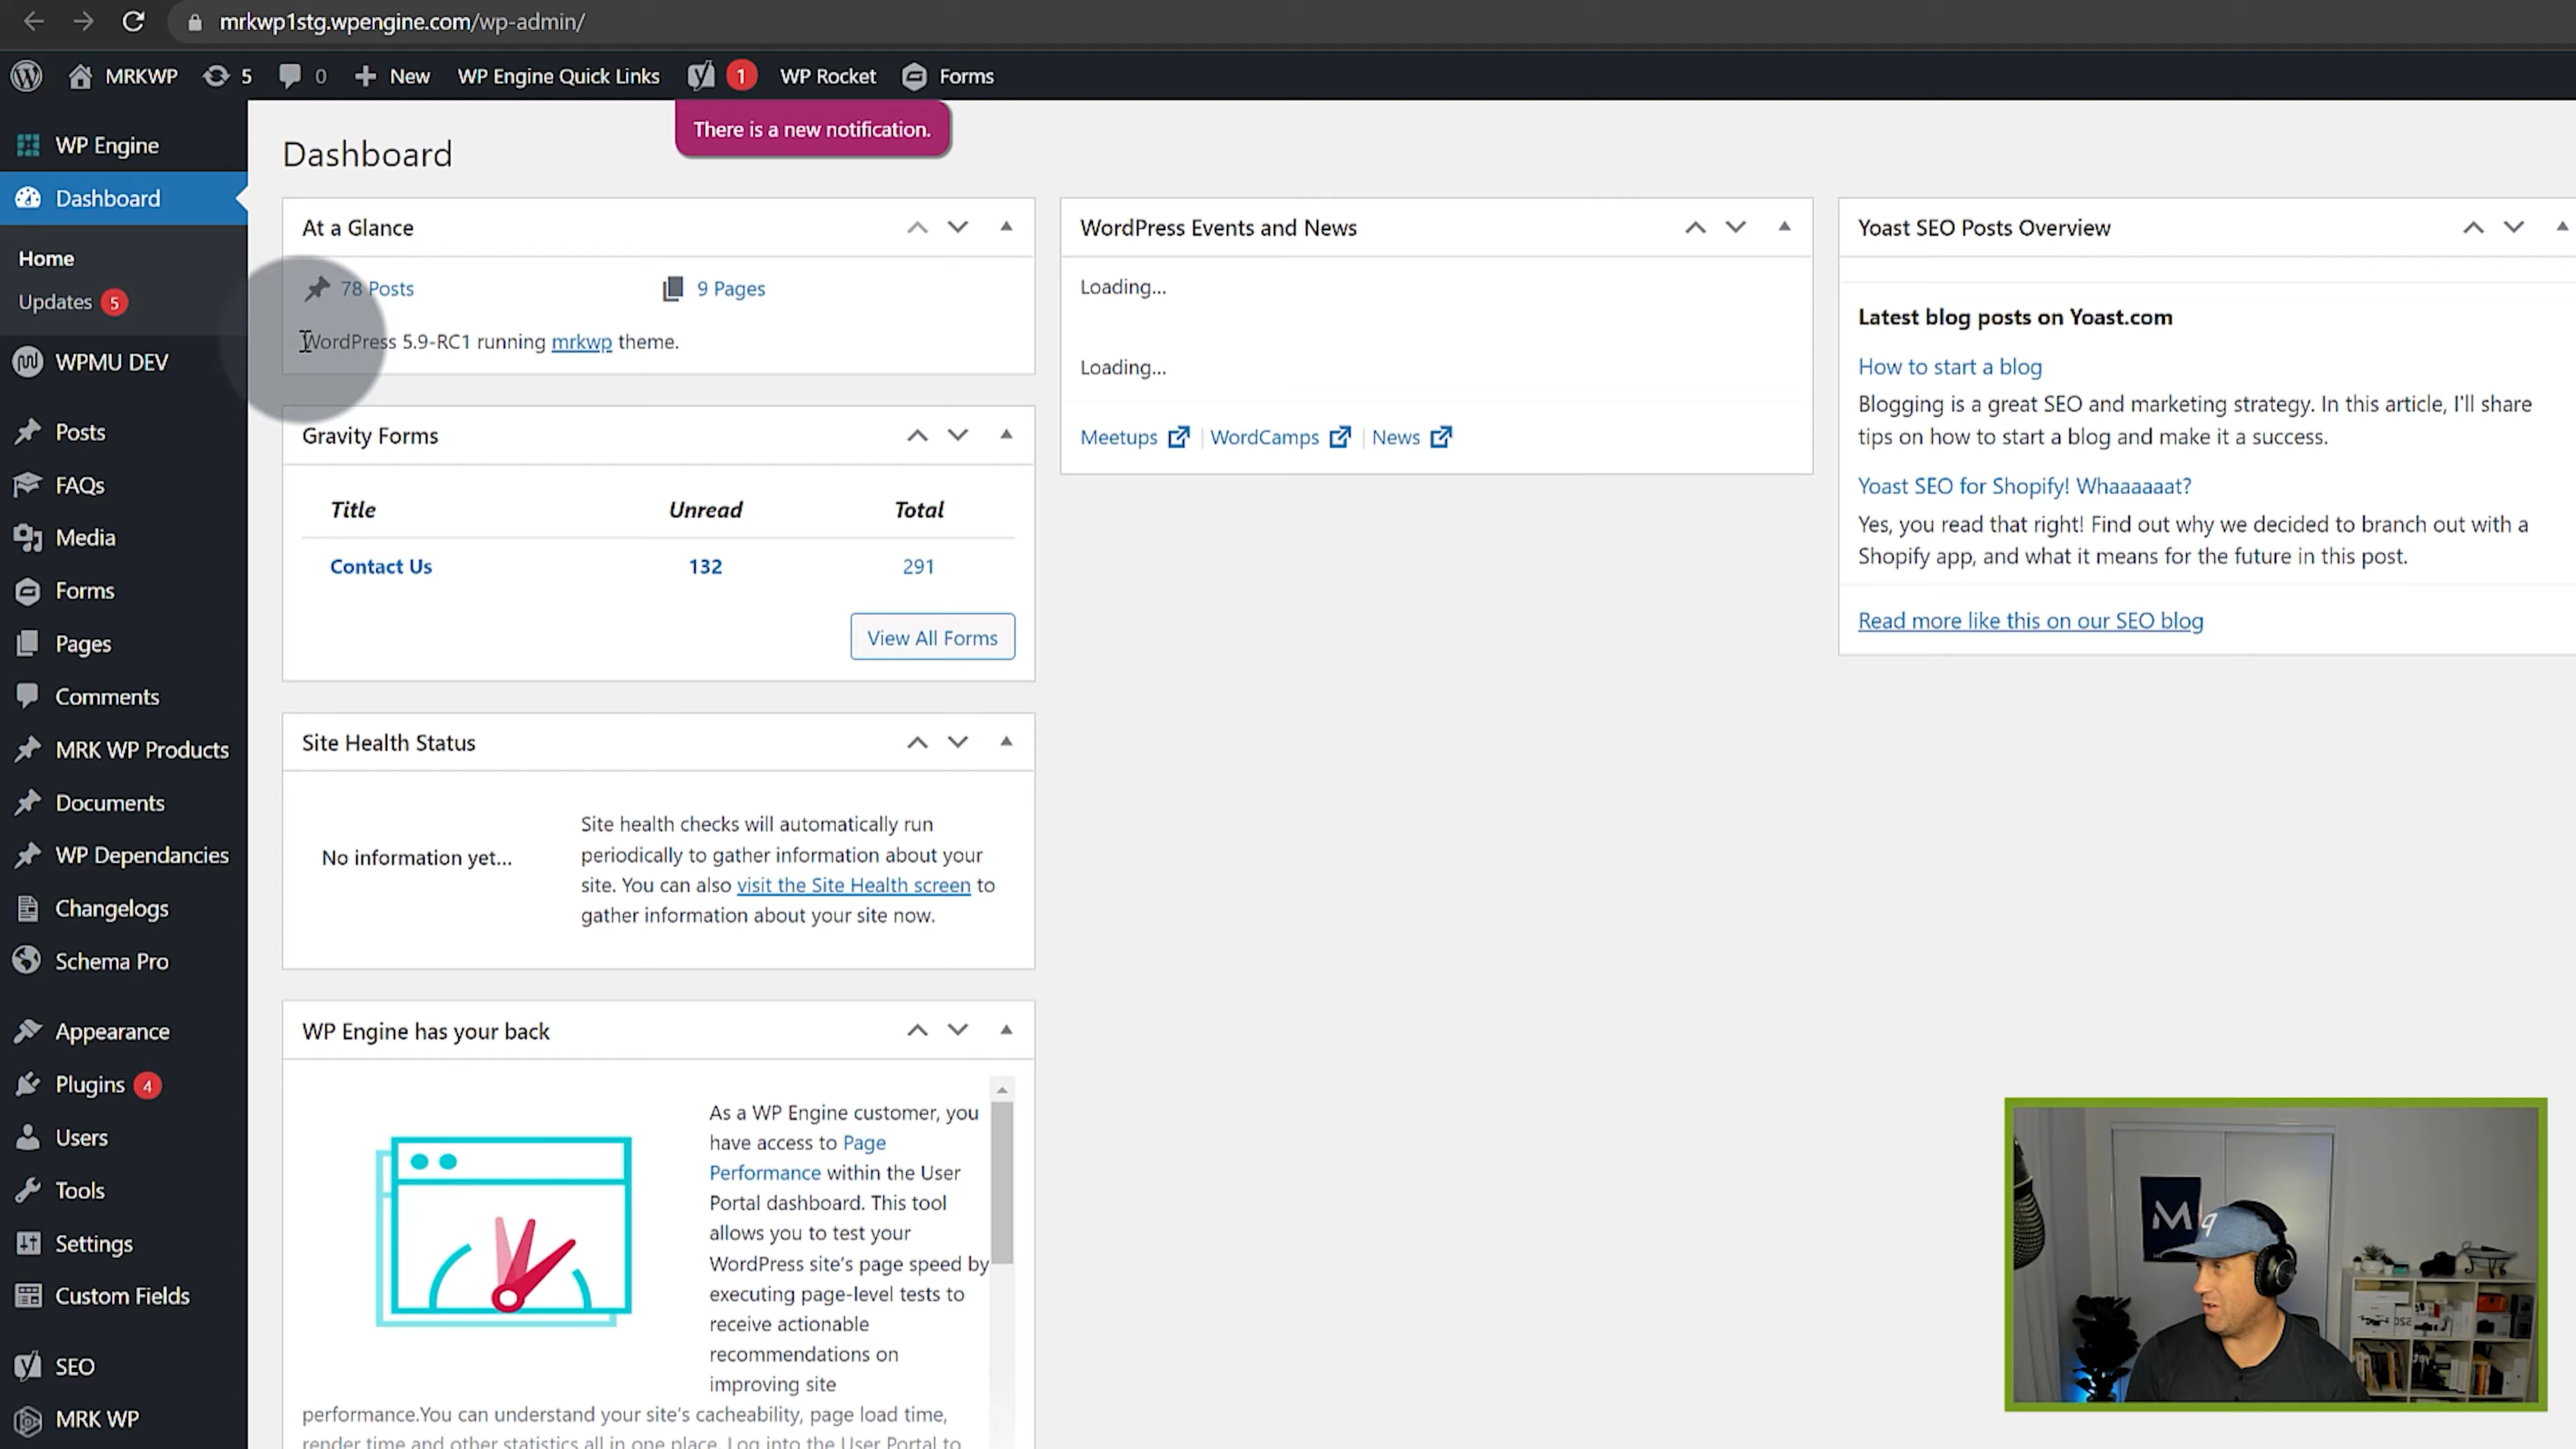 mrkwp1stg.wpengine.com/wp-admin/
MRKWP 5 0 New WP Engine Quick Links 1 WP Rocket Forms
There is a new notification.
WP Engine
Dashboard
Home
Updates 5
WPMU DEV
Posts
FAQs
Media
Forms
Pages
Comments
MRK WP Products
Documents
WP Dependancies
Changelogs
Schema Pro
Appearance
Plugins 4
Users
Tools
Settings
Custom Fields
SEO
MRK WP
Dashboard
At a Glance
78 Posts 9 Pages
WordPress 5.9-RC1 running mrkwp theme.
Gravity Forms
Title Unread Total
Contact Us 132 291
View All Forms
Site Health Status
No information yet...
Site health checks will automatically run
periodically to gather information about your
site. You can also visit the Site Health screen to
gather information about your site now.
WP Engine has your back
As a WP Engine customer, you
have access to Page
Performance within the User
Portal dashboard. This tool
allows you to test your
WordPress site's page speed by
executing page-level tests to
receive actionable
recommendations on
improving site
performance.You can understand your site's cacheability, page load time,
render time and other statistics all in one place. Log into the User Portal to
WordPress Events and News
Loading...
Loading...
Meetups | WordCamps | News
Yoast SEO Posts Overview
Latest blog posts on Yoast.com
How to start a blog
Blogging is a great SEO and marketing strategy. In this article, I'll share
tips on how to start a blog and make it a success.
Yoast SEO for Shopify! Whaaaaaat?
Yes, you read that right! Find out why we decided to branch out with a
Shopify app, and what it means for the future in this post.
Read more like this on our SEO blog